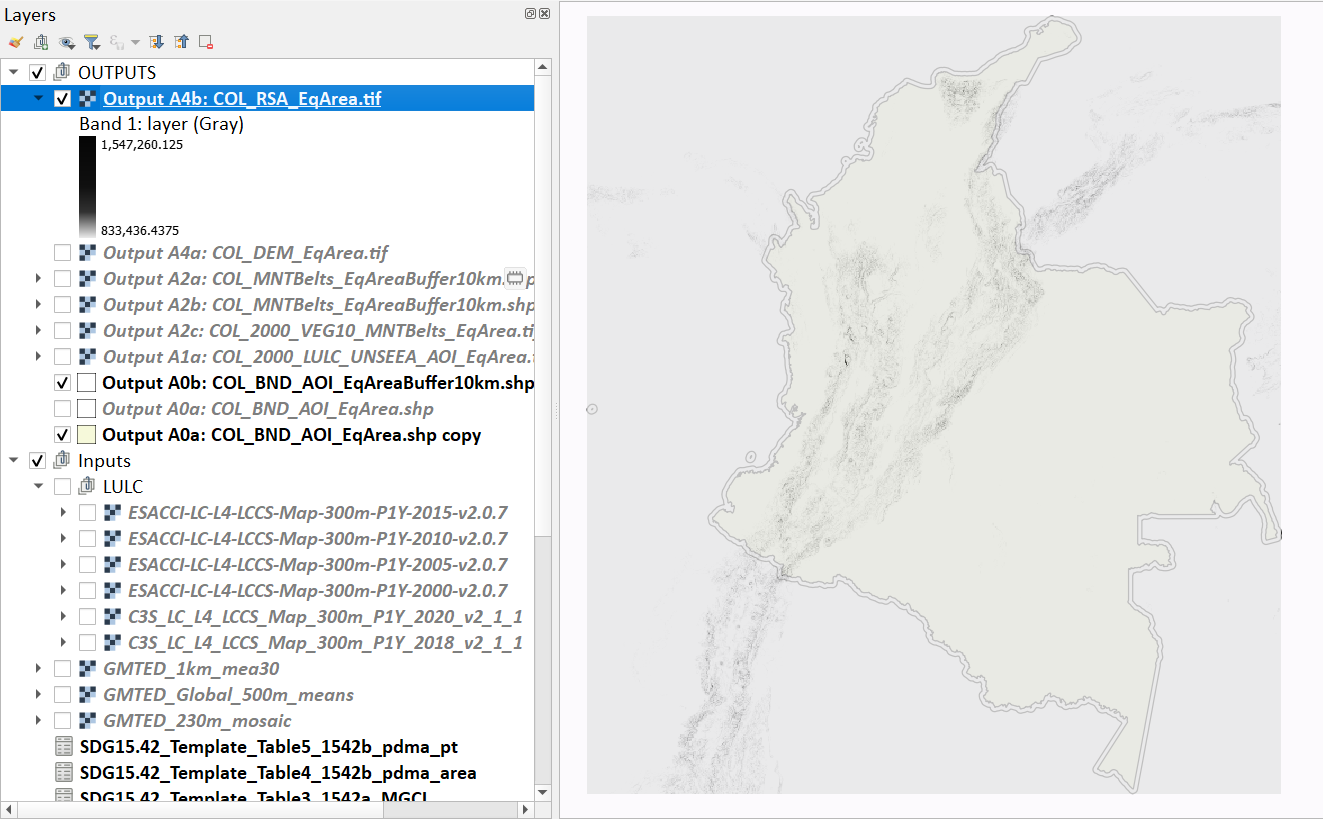 Layers
OUTPUTS
Output A4b: COL_RSA_EqArea.tif
Band 1: layer (Gray)
1,547,260.125
833,436.4375
Output A4a: COL_DEM_EqArea.tif
Output A2a: COL_MNTBelts_EqAreaBuffer10km.
Output A2b: COL_MNTBelts_EqAreaBuffer10km.shp
Output A2c: COL_2000_VEG10_MNTBelts_EqArea.ti
Output A1a: COL_2000_LULC_UNSEEA_AOI_EqArea.
Output A0b: COL_BND_AOI_EqAreaBuffer10km.shp
Output A0a: COL_BND_AOI_EqArea.shp
Output A0a: COL_BND_AOI_EqArea.shp copy
Inputs
LULC
ESACCI-LC-L4-LCCS-Map-300m-P1Y-2015-v2.0.7
ESACCI-LC-L4-LCCS-Map-300m-P1Y-2010-v2.0.7
ESACCI-LC-L4-LCCS-Map-300m-P1Y-2005-v2.0.7
ESACCI-LC-L4-LCCS-Map-300m-P1Y-2000-v2.0.7
C3S_LC_L4_LCCS_Map_300m_P1Y_2020_v2_1_1
C3S_LC_L4_LCCS_Map_300m_P1Y_2018_v2_1_1
GMTED_1km_mea30
GMTED_Global_500m_means
GMTED_230m_mosaic
SDG15.42_Template_Table5_1542b_pdma_pt
SDG15.42_Template_Table4_1542b_pdma_area
SDG15.42_Template_Table3_1542a_MGCI